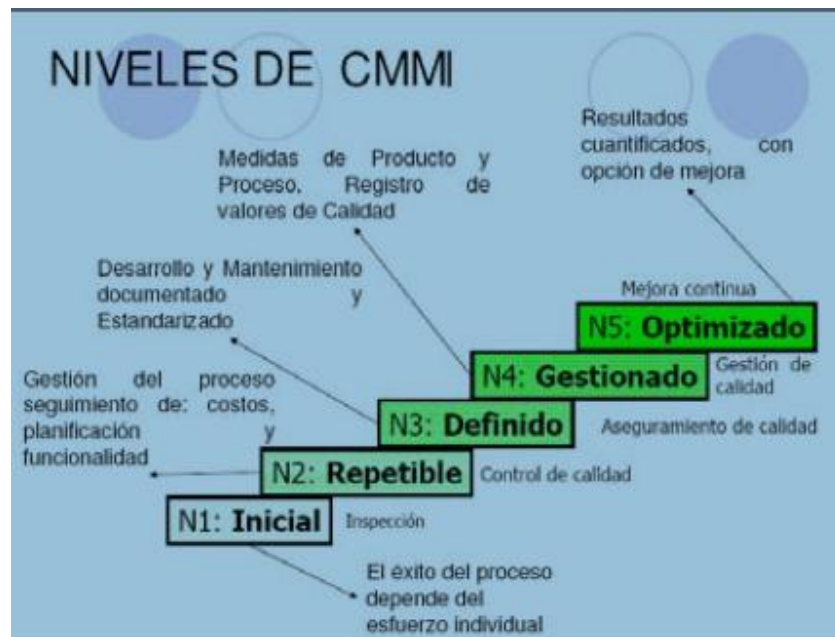 NIVELES DE CMMI
Resultados
cuantificados, con
opción de mejora
Medidas de Producto y
Proceso. Registro de
valores de Calidad
Desarrollo y Mantenimiento
documentado y
Estandarizado
Mejora continua
N5: Optimizado
Gestión del proceso
seguimiento de: costos,
planificación y
funcionalidad
N4: Gestionado
Gestión de
calidad
N3: Definido
Aseguramiento de calidad
N2: Repetible
Control de calidad
N1: Inicial
Inspección
El éxito del proceso
depende del
esfuerzo individual